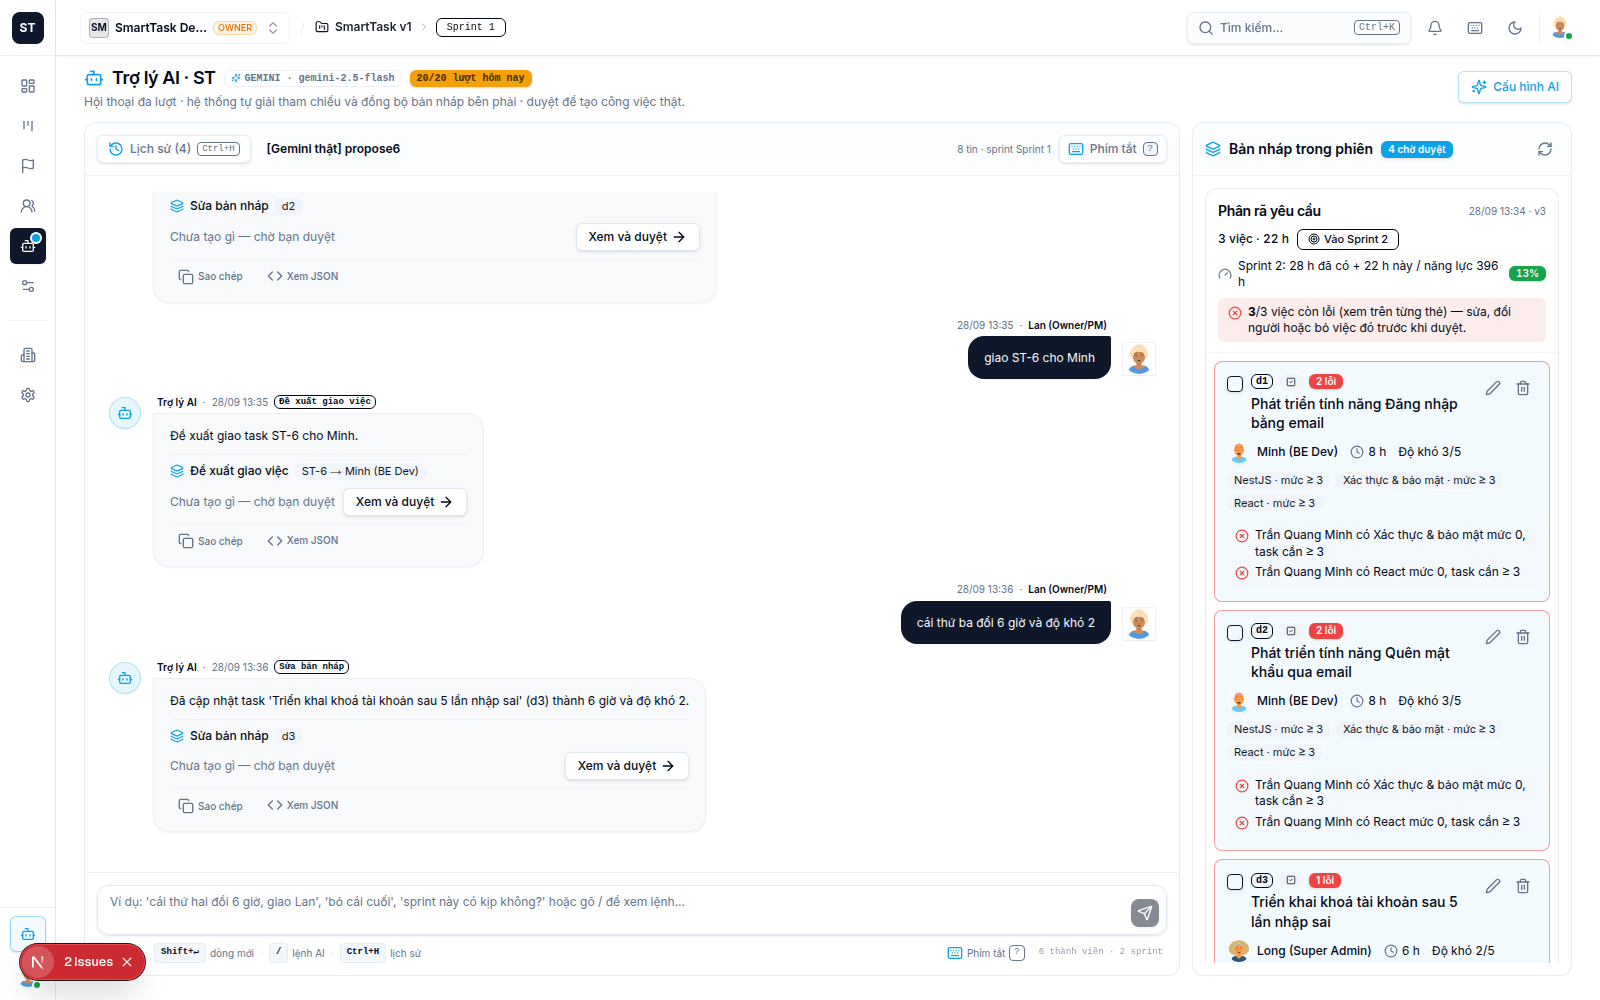 ST
SM SmartTask De... OWNER
/
SmartTask v1
Sprint 1
Tìm kiếm... Ctrl+K
Trợ lý AI · ST
GEMINI · gemini-2.5-flash
20/20 lượt hôm nay
Hội thoại đa lượt · hệ thống tự giải tham chiếu và đồng bộ bản nháp bên phải · duyệt để tạo công việc thật.
Cấu hình AI
Lịch sử (4) Ctrl+H
[Gemini thật] propose6
8 tin · sprint Sprint 1
Phím tắt ?
Sửa bản nháp d2
Chưa tạo gì — chờ bạn duyệt
Xem và duyệt
Sao chép
Xem JSON
28/09 13:35 · Lan (Owner/PM)
giao ST-6 cho Minh
Trợ lý AI · 28/09 13:35 Đề xuất giao việc
Đề xuất giao task ST-6 cho Minh.
Đề xuất giao việc ST-6 → Minh (BE Dev)
Chưa tạo gì — chờ bạn duyệt
Xem và duyệt
Sao chép
Xem JSON
28/09 13:36 · Lan (Owner/PM)
cái thứ ba đổi 6 giờ và độ khó 2
Trợ lý AI · 28/09 13:36 Sửa bản nháp
Đã cập nhật task 'Triển khai khoá tài khoản sau 5 lần nhập sai' (d3) thành 6 giờ và độ khó 2.
Sửa bản nháp d3
Chưa tạo gì — chờ bạn duyệt
Xem và duyệt
Sao chép
Xem JSON
Ví dụ: 'cái thứ hai đổi 6 giờ, giao Lan', 'bỏ cái cuối', 'sprint này có kịp không?' hoặc gõ / để xem lệnh...
Shift+↵ dòng mới · / lệnh AI · Ctrl+H lịch sử
Phím tắt ?
6 thành viên · 2 sprint
2 Issues
Bản nháp trong phiên
4 chờ duyệt
Phân rã yêu cầu
28/09 13:34 · v3
3 việc · 22 h
Vào Sprint 2
Sprint 2: 28 h đã có + 22 h này / năng lực 396
h
13%
3/3 việc còn lỗi (xem trên từng thẻ) — sửa, đổi
người hoặc bỏ việc đó trước khi duyệt.
d1 2 lỗi
Phát triển tính năng Đăng nhập
bằng email
Minh (BE Dev) 8 h Độ khó 3/5
NestJS · mức ≥ 3
Xác thực & bảo mật · mức ≥ 3
React · mức ≥ 3
Trần Quang Minh có Xác thực & bảo mật mức 0,
task cần ≥ 3
Trần Quang Minh có React mức 0, task cần ≥ 3
d2 2 lỗi
Phát triển tính năng Quên mật
khẩu qua email
Minh (BE Dev) 8 h Độ khó 3/5
NestJS · mức ≥ 3
Xác thực & bảo mật · mức ≥ 3
React · mức ≥ 3
Trần Quang Minh có Xác thực & bảo mật mức 0,
task cần ≥ 3
Trần Quang Minh có React mức 0, task cần ≥ 3
d3 1 lỗi
Triển khai khoá tài khoản sau 5
lần nhập sai
Long (Super Admin) 6 h Độ khó 2/5